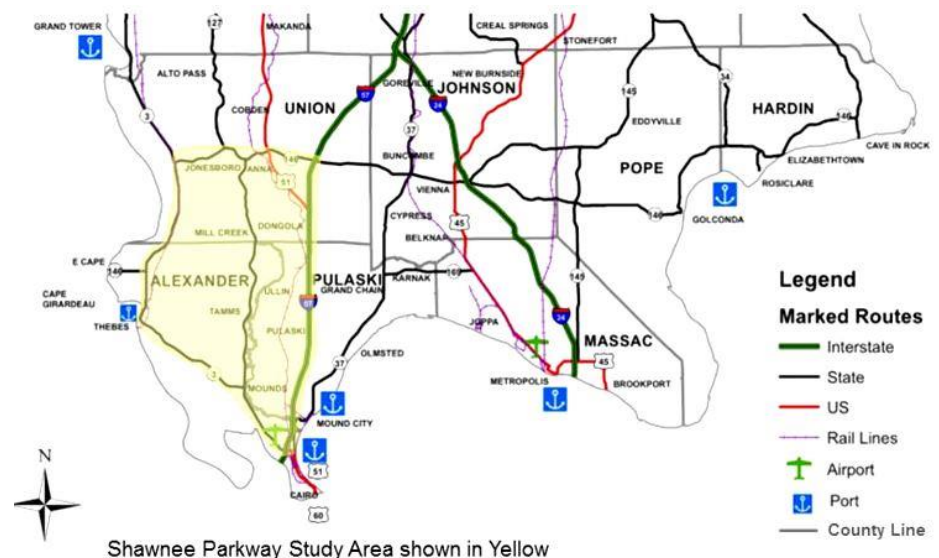 GRAND TOWER
127
MAKANDA
CREAL SPRINGS
STONEFORT
ALTO PASS
GOREVILLE
NEW BURNSIDE
JOHNSON
34
57
24
145
HARDIN
3
COBDEN
UNION
37
EDDYVILLE
146
CAVE IN ROCK
BUNCOMBE
POPE
JONESBORO
ANNA
146
ELIZABETHTOWN
51
VIENNA
ROSICLARE
CYPRESS
146
GOLCONDA
DONGOLA
45
MILL CREEK
BELKNAP
E CAPE
146
ALEXANDER
PULASKI
KARNAK
169
145
GRAND CHAIN
ULLIN
CAPE
GIRARDEAU
57
THEBES
TAMMS
JOPPA
24
PULASKI
MASSAC
OLMSTED
37
45
3
METROPOLIS
BROOKPORT
MOUNDS
MOUND CITY
51
CAIRO
60
N
Legend
Marked Routes
Interstate
State
US
Rail Lines
Airport
Port
County Line
Shawnee Parkway Study Area shown in Yellow